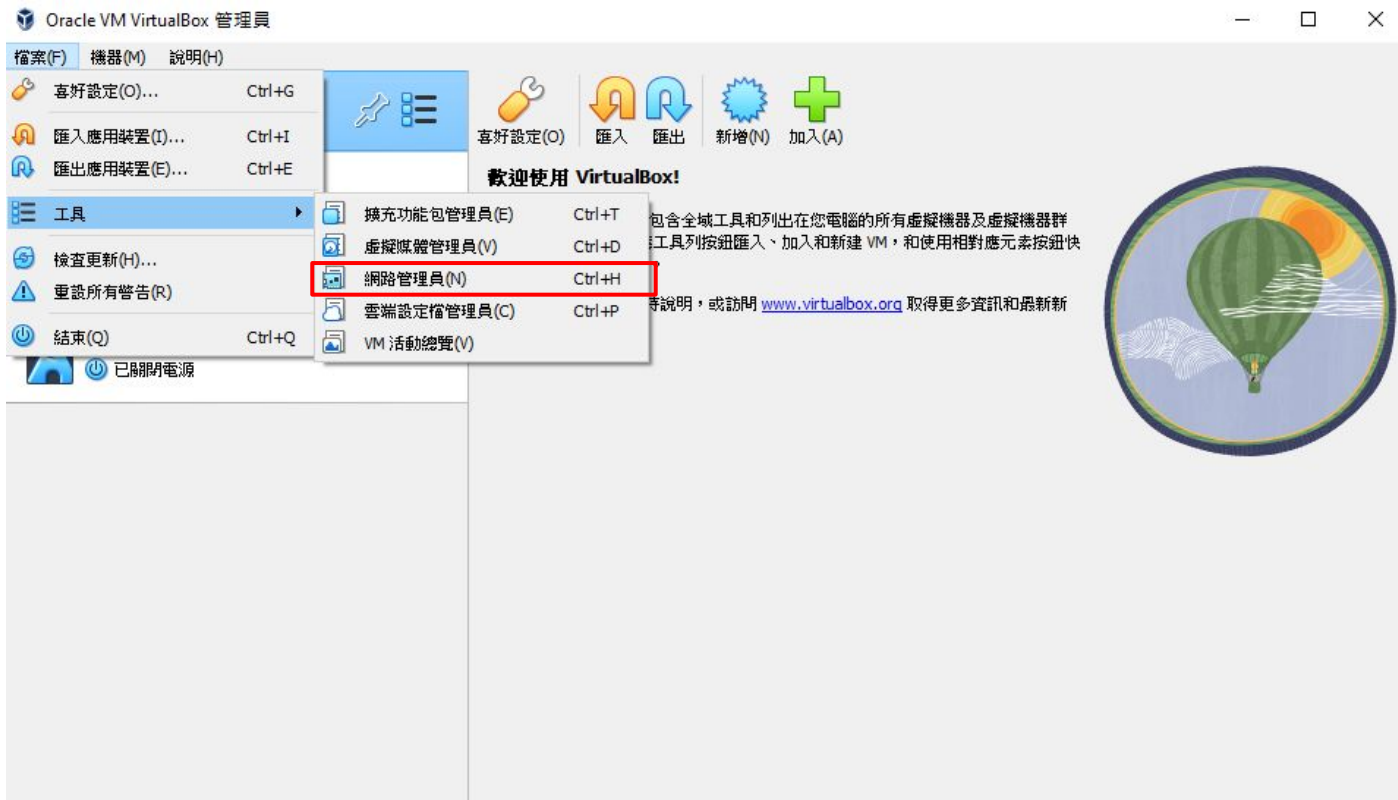 Oracle VM VirtualBox 管理員
檔案(F) 機器(M) 說明(H)
喜好設定(O)... Ctrl+G
匯入應用裝置(I)... Ctrl+I
匯出應用裝置(E)... Ctrl+E
工具
檢查更新(H)...
重設所有警告(R)
結束(Q) Ctrl+Q
擴充功能包管理員(E) Ctrl+T
虛擬媒體管理員(V) Ctrl+D
網路管理員(N) Ctrl+H
雲端設定檔管理員(C) Ctrl+P
VM 活動總覽(V)
已關閉電源
喜好設定(O) 匯入 匯出 新增(N) 加入(A)
歡迎使用 VirtualBox!
包含全域工具和列出在您電腦的所有虛擬機器及虛擬機器群
工具列按鈕匯入、加入和新建 VM，和使用相對應元素按鈕快
說明，或訪問 www.virtualbox.org 取得更多資訊和最新新